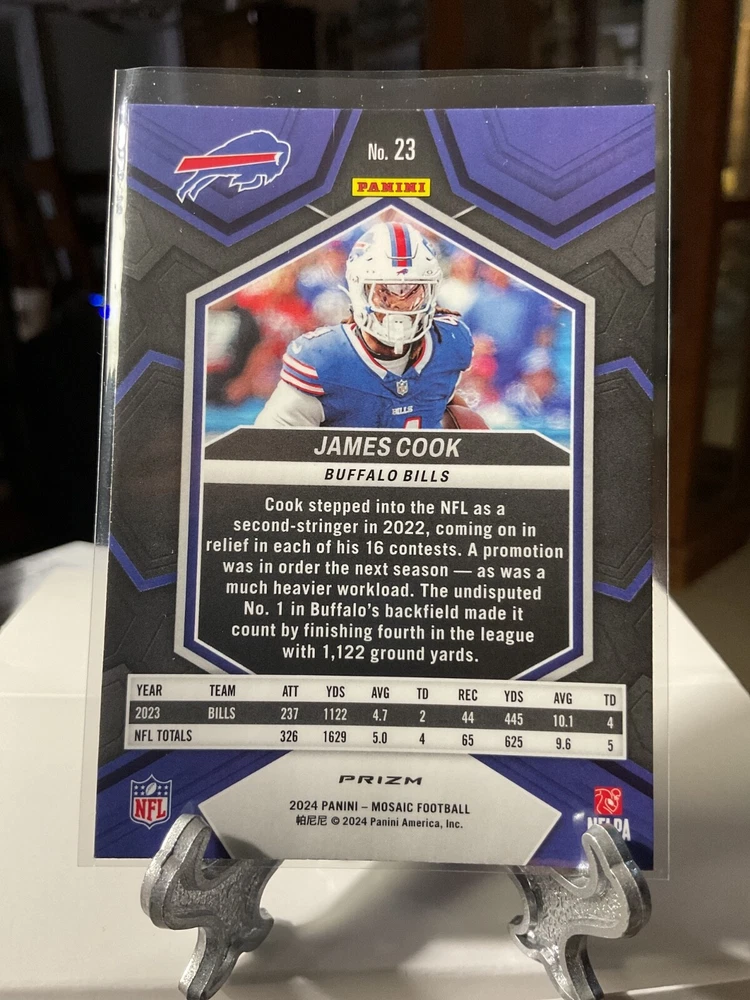 No. 23
PANINI
BILLS
JAMES COOK
BUFFALO BILLS
Cook stepped into the NFL as a
second-stringer in 2022, coming on in
relief in each of his 16 contests. A promotion
was in order the next season — as was a
much heavier workload. The undisputed
No. 1 in Buffalo's backfield made it
count by finishing fourth in the league
with 1,122 ground yards.
YEAR TEAM ATT YDS AVG TD REC YDS AVG TD
2023 BILLS 237 1122 4.7 2 44 445 10.1 4
NFL TOTALS 326 1629 5.0 4 65 625 9.6 5
PRIZM
NFL
2024 PANINI – MOSAIC FOOTBALL
帕尼尼 © 2024 Panini America, Inc.
NFLPA